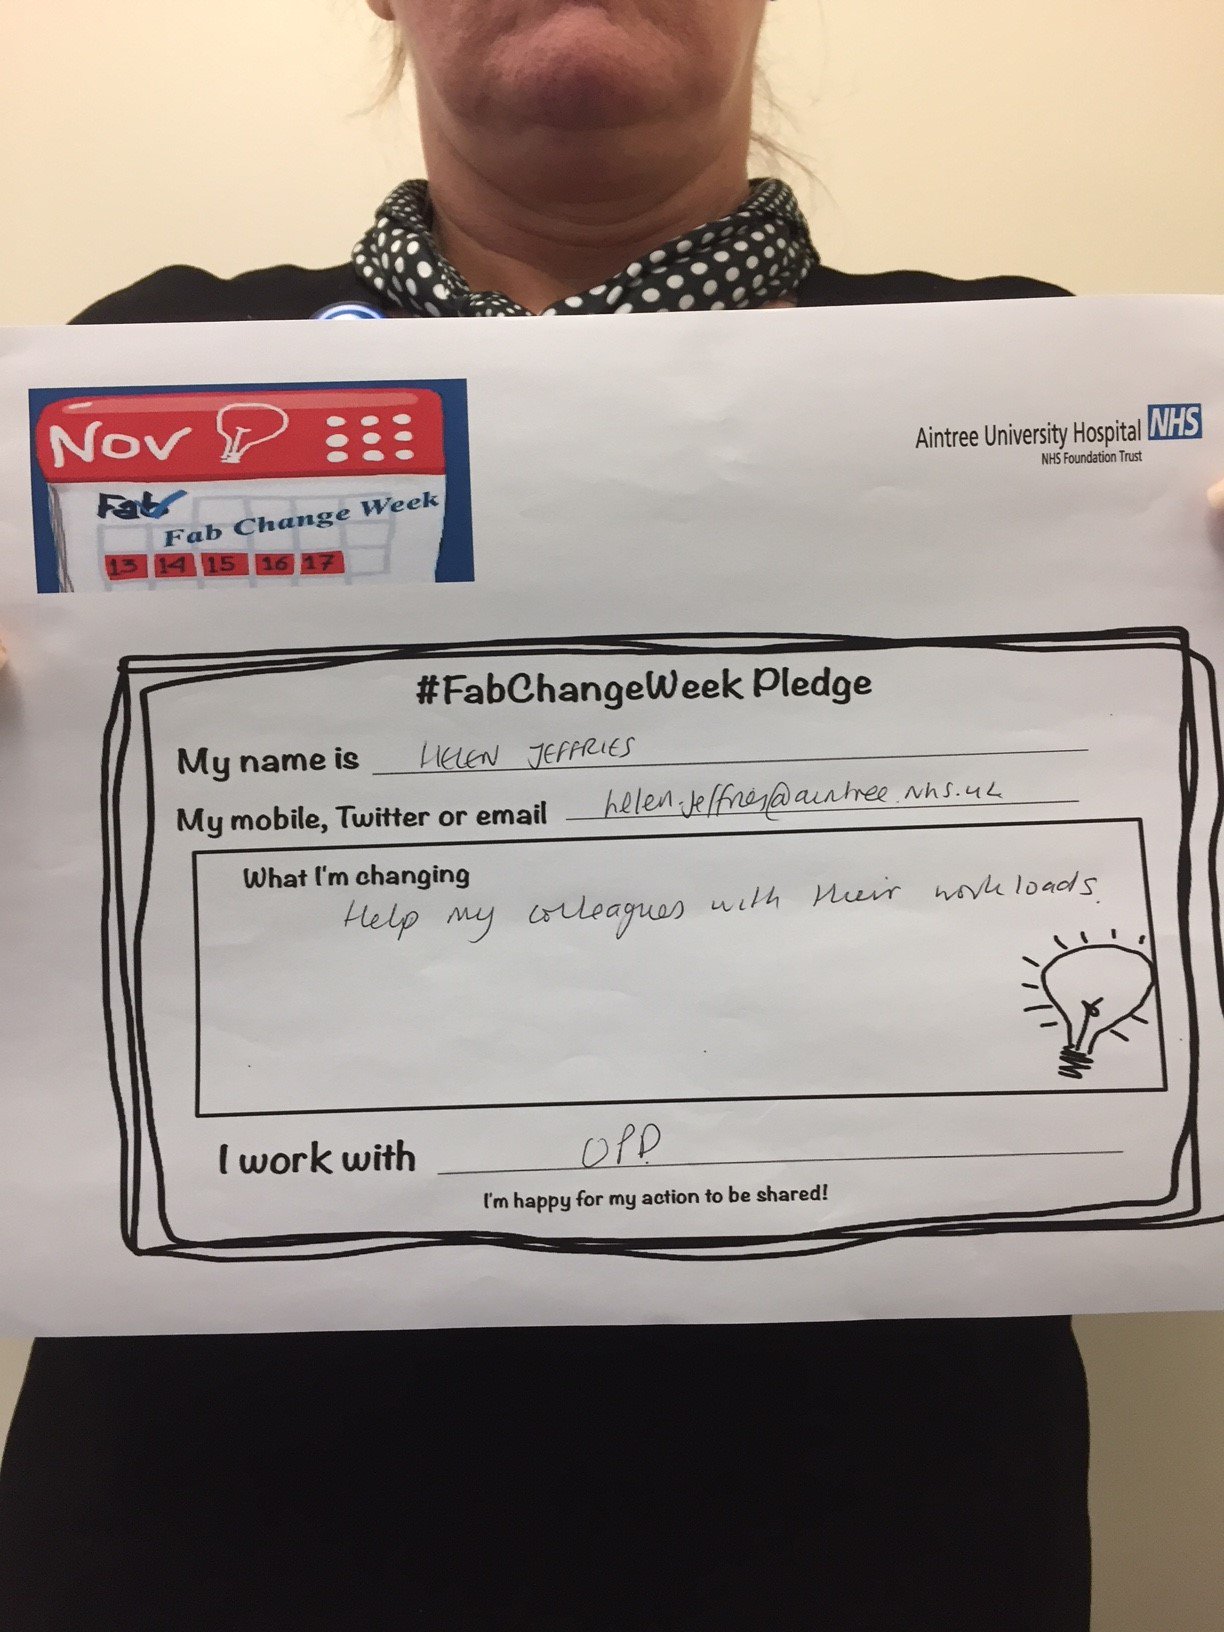 Nov
Fab
Fab Change Week
13 14 15 16 17
Aintree University Hospital NHS
NHS Foundation Trust
#FabChangeWeek Pledge
My name is HELEN JEFFRIES
My mobile, Twitter or email helen.jeffries@aintree.nhs.uk
What I'm changing
Help my colleagues with their workloads.
I work with OPD
I'm happy for my action to be shared!